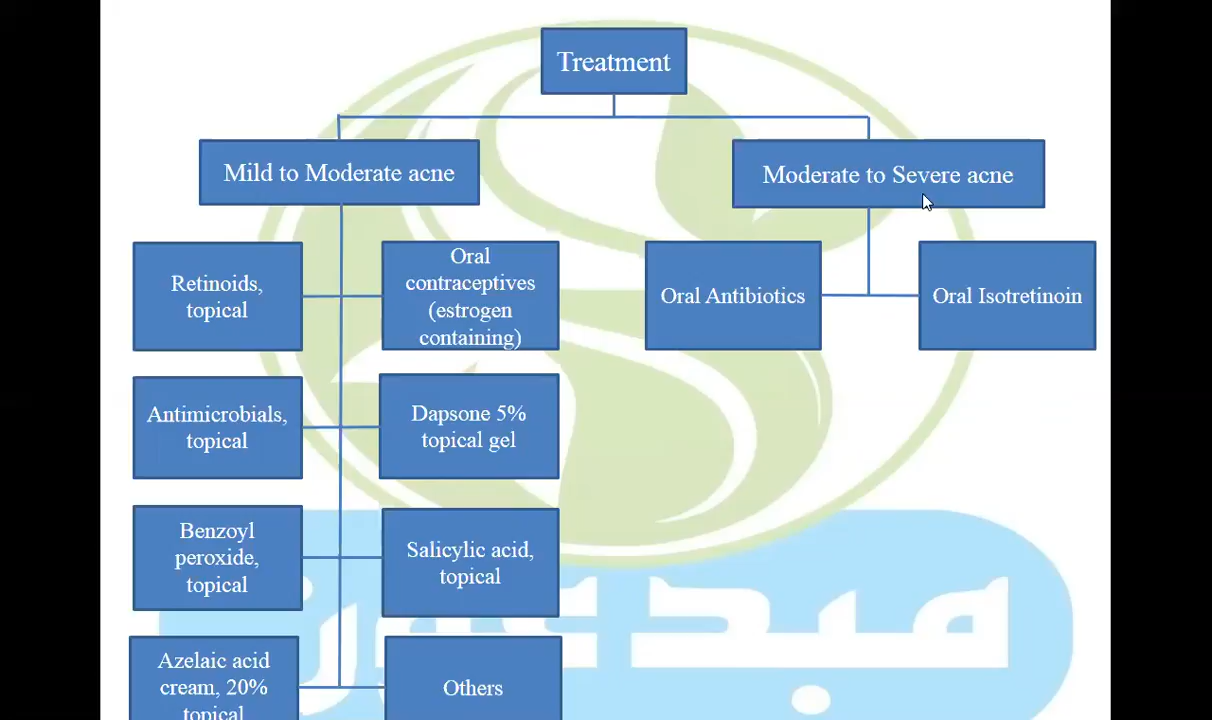 Treatment
Mild to Moderate acne
Moderate to Severe acne
Retinoids,
topical
Oral
contraceptives
(estrogen
containing)
Oral Antibiotics
Oral Isotretinoin
Antimicrobials,
topical
Dapsone 5%
topical gel
Benzoyl
peroxide,
topical
Salicylic acid,
topical
Azelaic acid
cream, 20%
topical
Others
مبدعون